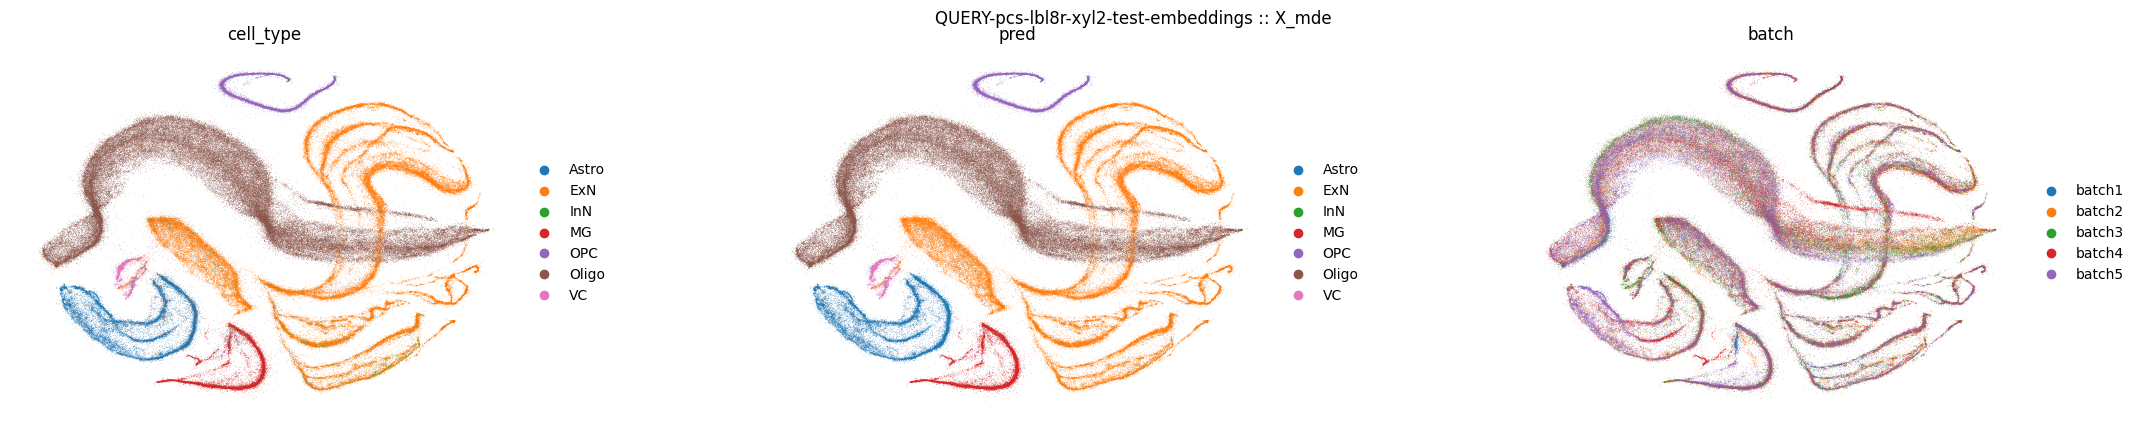 QUERY-pcs-lbl8r-xyl2-test-embeddings :: X_mde
cell_type
Astro
ExN
InN
MG
OPC
Oligo
VC
pred
Astro
ExN
InN
MG
OPC
Oligo
VC
batch
batch1
batch2
batch3
batch4
batch5